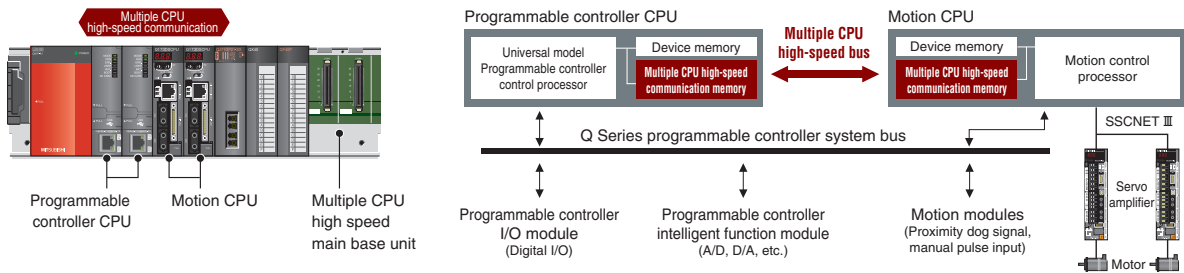 Multiple CPU
high-speed communication
MITSUBISHI
Programmable
controller CPU
Motion CPU
Multiple CPU
high speed
main base unit
Programmable controller CPU
Universal model
Programmable controller
control processor
Device memory
Multiple CPU high-speed
communication memory
Multiple CPU
high-speed bus
Motion CPU
Device memory
Multiple CPU high-speed
communication memory
Motion control
processor
SSCNET III
Q Series programmable controller system bus
Programmable controller
I/O module
(Digital I/O)
Programmable controller
intelligent function module
(A/D, D/A, etc.)
Motion modules
(Proximity dog signal,
manual pulse input)
Servo
amplifier
Motor